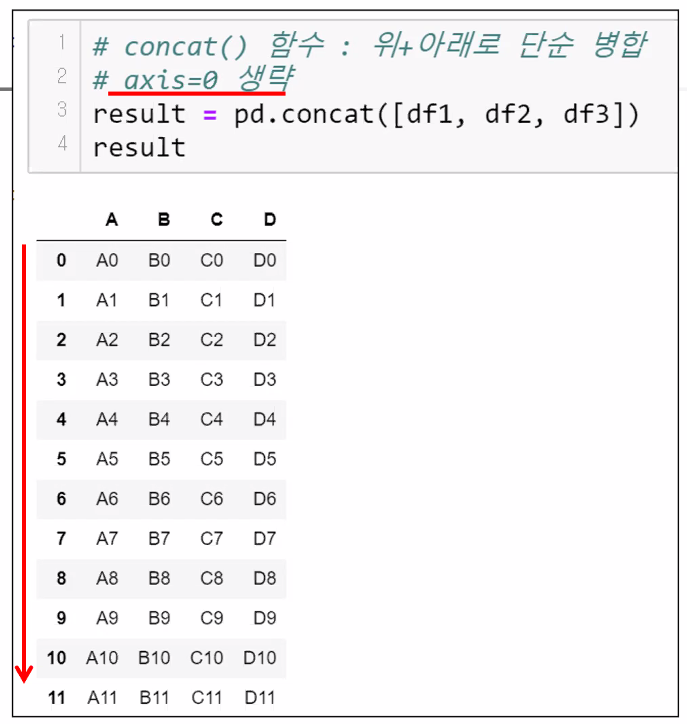 1 # concat() 함수 : 위+아래로 단순 병합
2 # axis=0 생략
3 result = pd.concat([df1, df2, df3])
4 result
A B C D
0 A0 B0 C0 D0
1 A1 B1 C1 D1
2 A2 B2 C2 D2
3 A3 B3 C3 D3
4 A4 B4 C4 D4
5 A5 B5 C5 D5
6 A6 B6 C6 D6
7 A7 B7 C7 D7
8 A8 B8 C8 D8
9 A9 B9 C9 D9
10 A10 B10 C10 D10
11 A11 B11 C11 D11